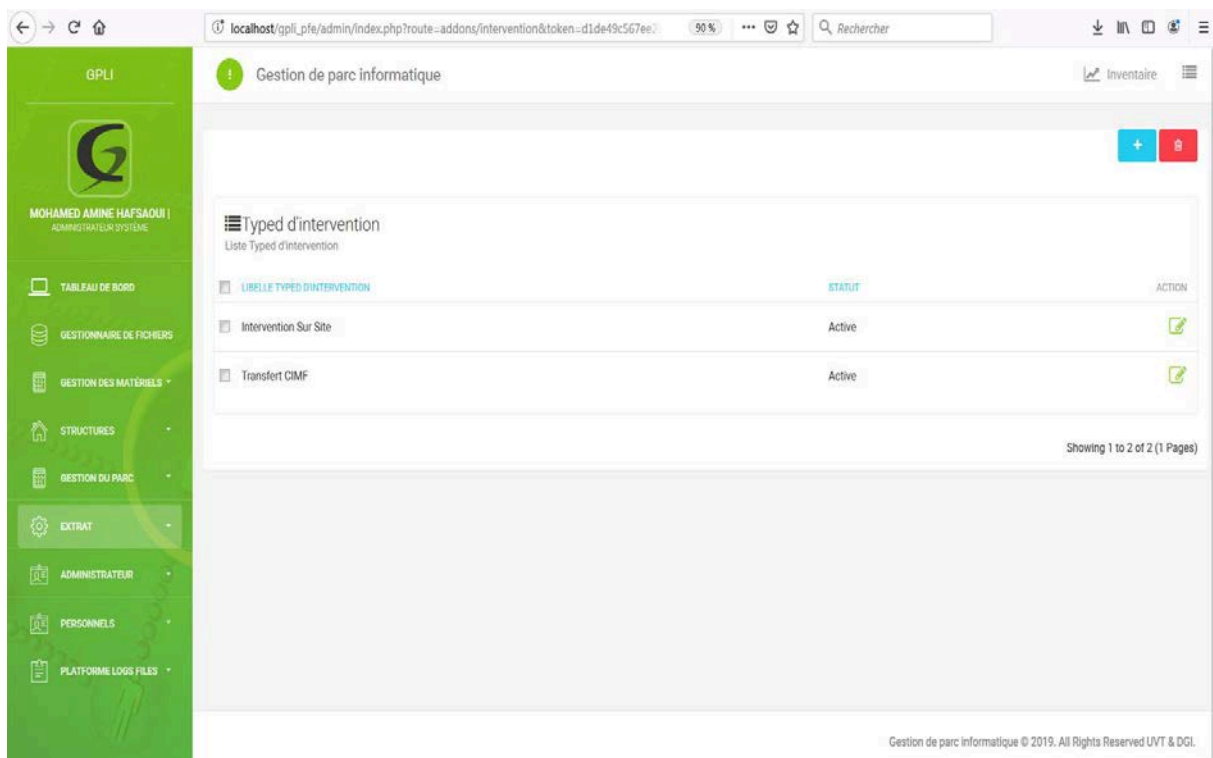 localhost/gpli_pfe/admin/index.php?route=addons/intervention&token=d1de49c567ee
90 %
Rechercher
GPLI
Gestion de parc informatique
Inventaire
MOHAMED AMINE HAFSAOUI |
ADMINISTRATEUR SYSTÈME
Typed d'intervention
Liste Typed d'intervention
LIBELLE TYPED D'INTERVENTION STATUT ACTION
Intervention Sur Site Active
Transfert CIMF Active
Showing 1 to 2 of 2 (1 Pages)
TABLEAU DE BORD
GESTIONNAIRE DE FICHIERS
GESTION DES MATÉRIELS
STRUCTURES
GESTION DU PARC
EXTRAT
ADMINISTRATEUR
PERSONNELS
PLATFORME LOGS FILES
Gestion de parc informatique © 2019. All Rights Reserved UVT & DGI.